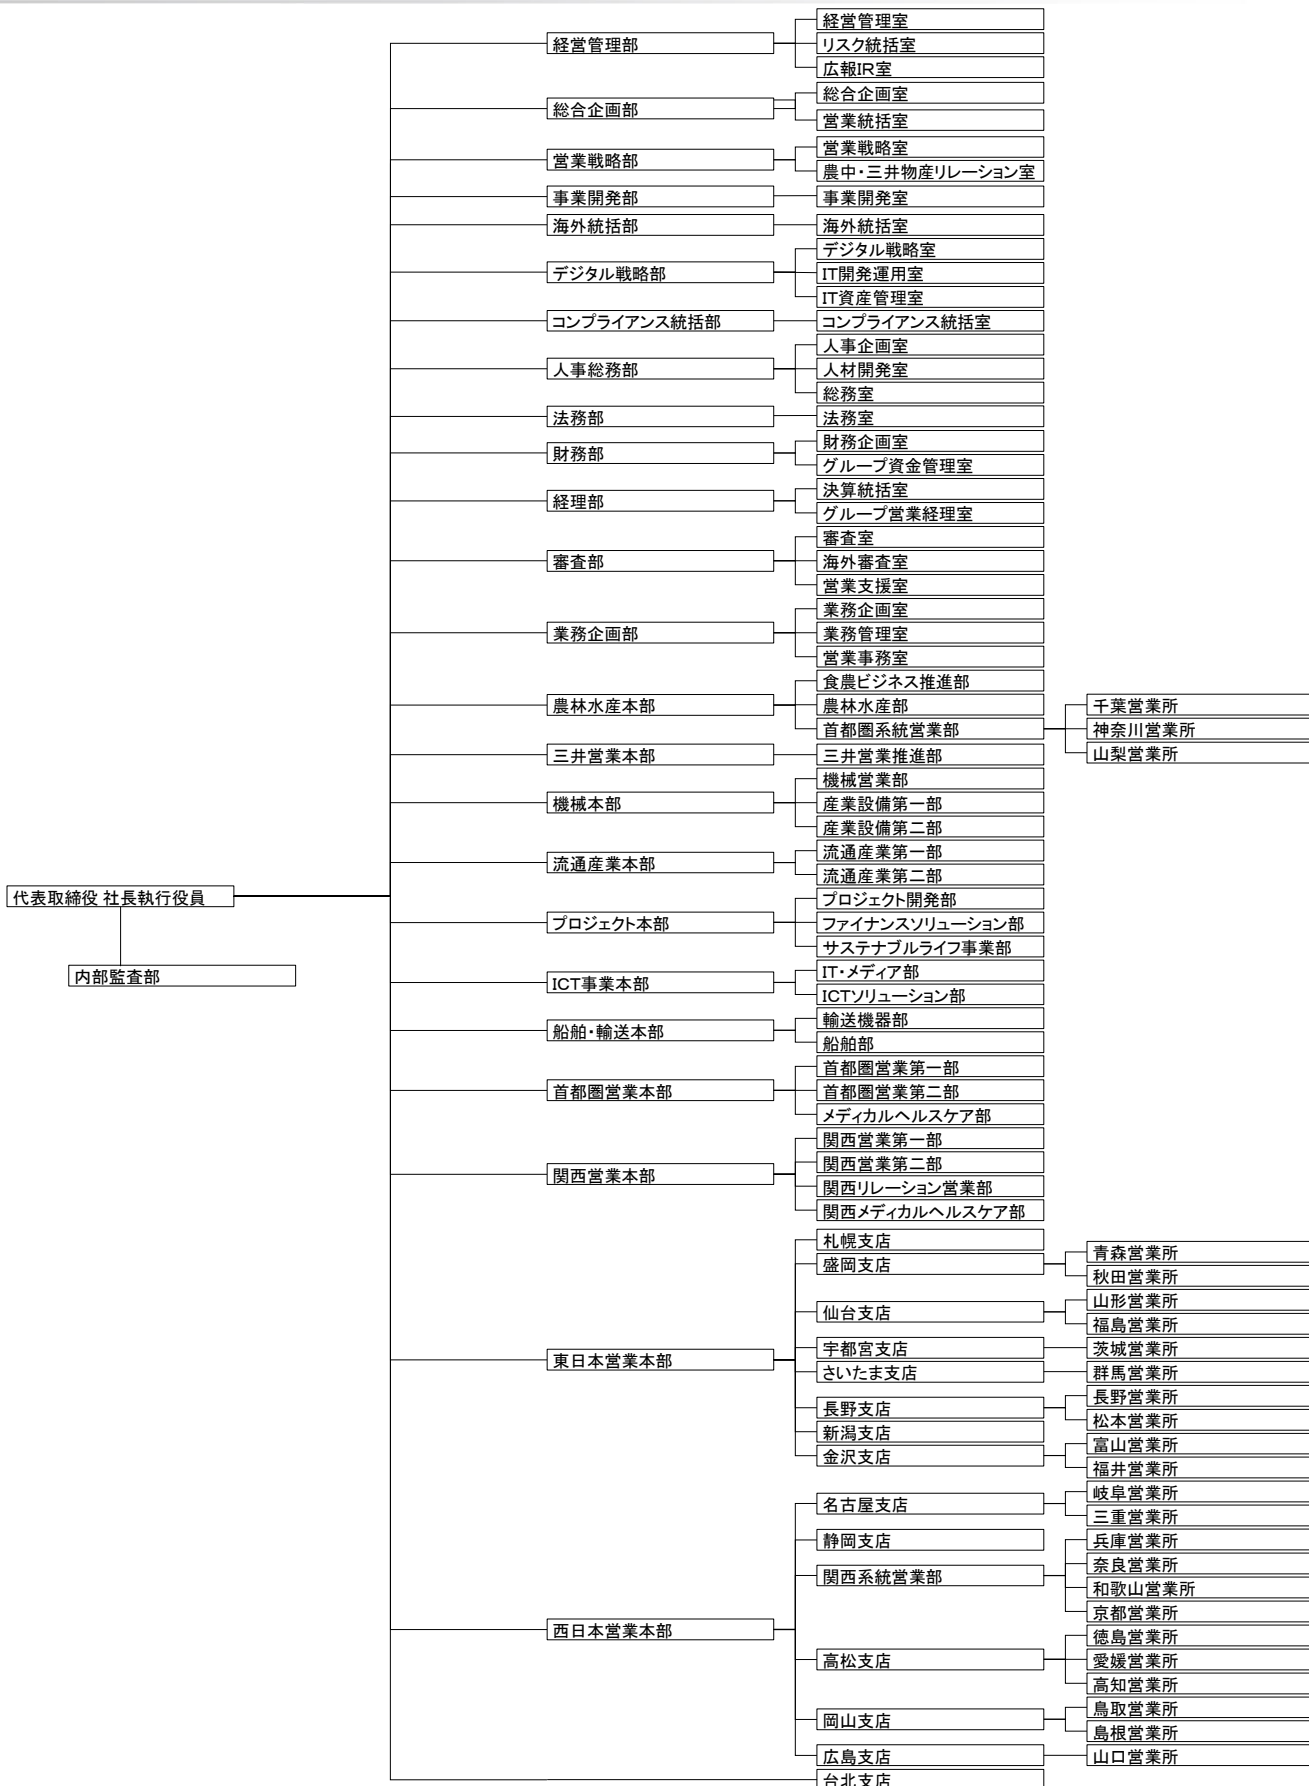 代表取締役 社長執行役員
内部監査部
経営管理部
経営管理室
リスク統括室
広報IR室
総合企画部
総合企画室
営業統括室
営業戦略部
営業戦略室
農中・三井物産リレーション室
事業開発部
事業開発室
海外統括部
海外統括室
デジタル戦略部
デジタル戦略室
IT開発運用室
IT資産管理室
コンプライアンス統括部
コンプライアンス統括室
人事総務部
人事企画室
人材開発室
総務室
法務部
法務室
財務部
財務企画室
グループ資金管理室
経理部
決算統括室
グループ営業経理室
審査部
審査室
海外審査室
営業支援室
業務企画部
業務企画室
業務管理室
営業事務室
農林水産本部
食農ビジネス推進部
農林水産部
首都圏系統営業部
千葉営業所
神奈川営業所
山梨営業所
三井営業本部
三井営業推進部
機械本部
機械営業部
産業設備第一部
産業設備第二部
流通産業本部
流通産業第一部
流通産業第二部
プロジェクト本部
プロジェクト開発部
ファイナンスソリューション部
サステナブルライフ事業部
ICT事業本部
IT・メディア部
ICTソリューション部
船舶・輸送本部
輸送機器部
船舶部
首都圏営業本部
首都圏営業第一部
首都圏営業第二部
メディカルヘルスケア部
関西営業本部
関西営業第一部
関西営業第二部
関西リレーション営業部
関西メディカルヘルスケア部
東日本営業本部
札幌支店
盛岡支店
青森営業所
秋田営業所
仙台支店
山形営業所
福島営業所
宇都宮支店
茨城営業所
さいたま支店
群馬営業所
長野支店
長野営業所
松本営業所
新潟支店
金沢支店
富山営業所
福井営業所
西日本営業本部
名古屋支店
岐阜営業所
三重営業所
静岡支店
関西系統営業部
兵庫営業所
奈良営業所
和歌山営業所
京都営業所
高松支店
徳島営業所
愛媛営業所
高知営業所
岡山支店
鳥取営業所
島根営業所
広島支店
山口営業所
台北支店